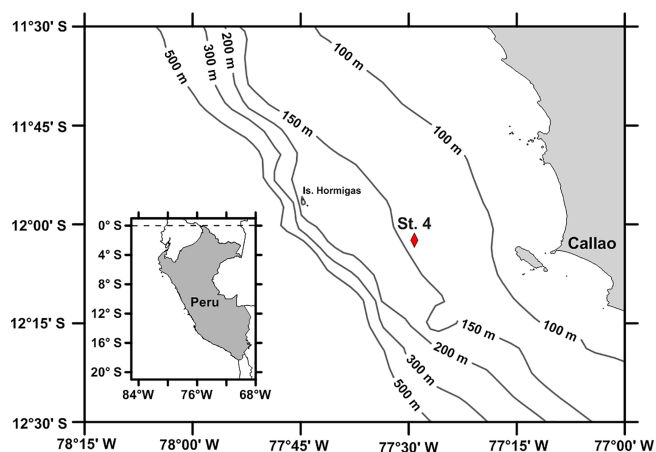 11°30' S
11°45' S
12°00' S
12°15' S
12°30' S
78°15' W
78°00' W
77°45' W
77°30' W
77°15' W
77°00' W
500 m
300 m
200 m
150 m
100 m
100 m
Is. Hormigas
St. 4
Callao
100 m
150 m
200 m
300 m
500 m
0° S
4° S
8° S
12° S
16° S
20° S
Peru
84°W
76°W
68°W